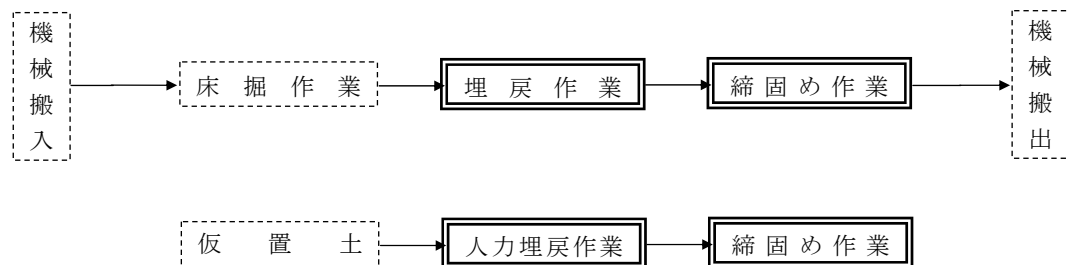 機械搬入
床掘作業
埋戻作業
締固め作業
機械搬出
仮置土
人力埋戻作業
締固め作業